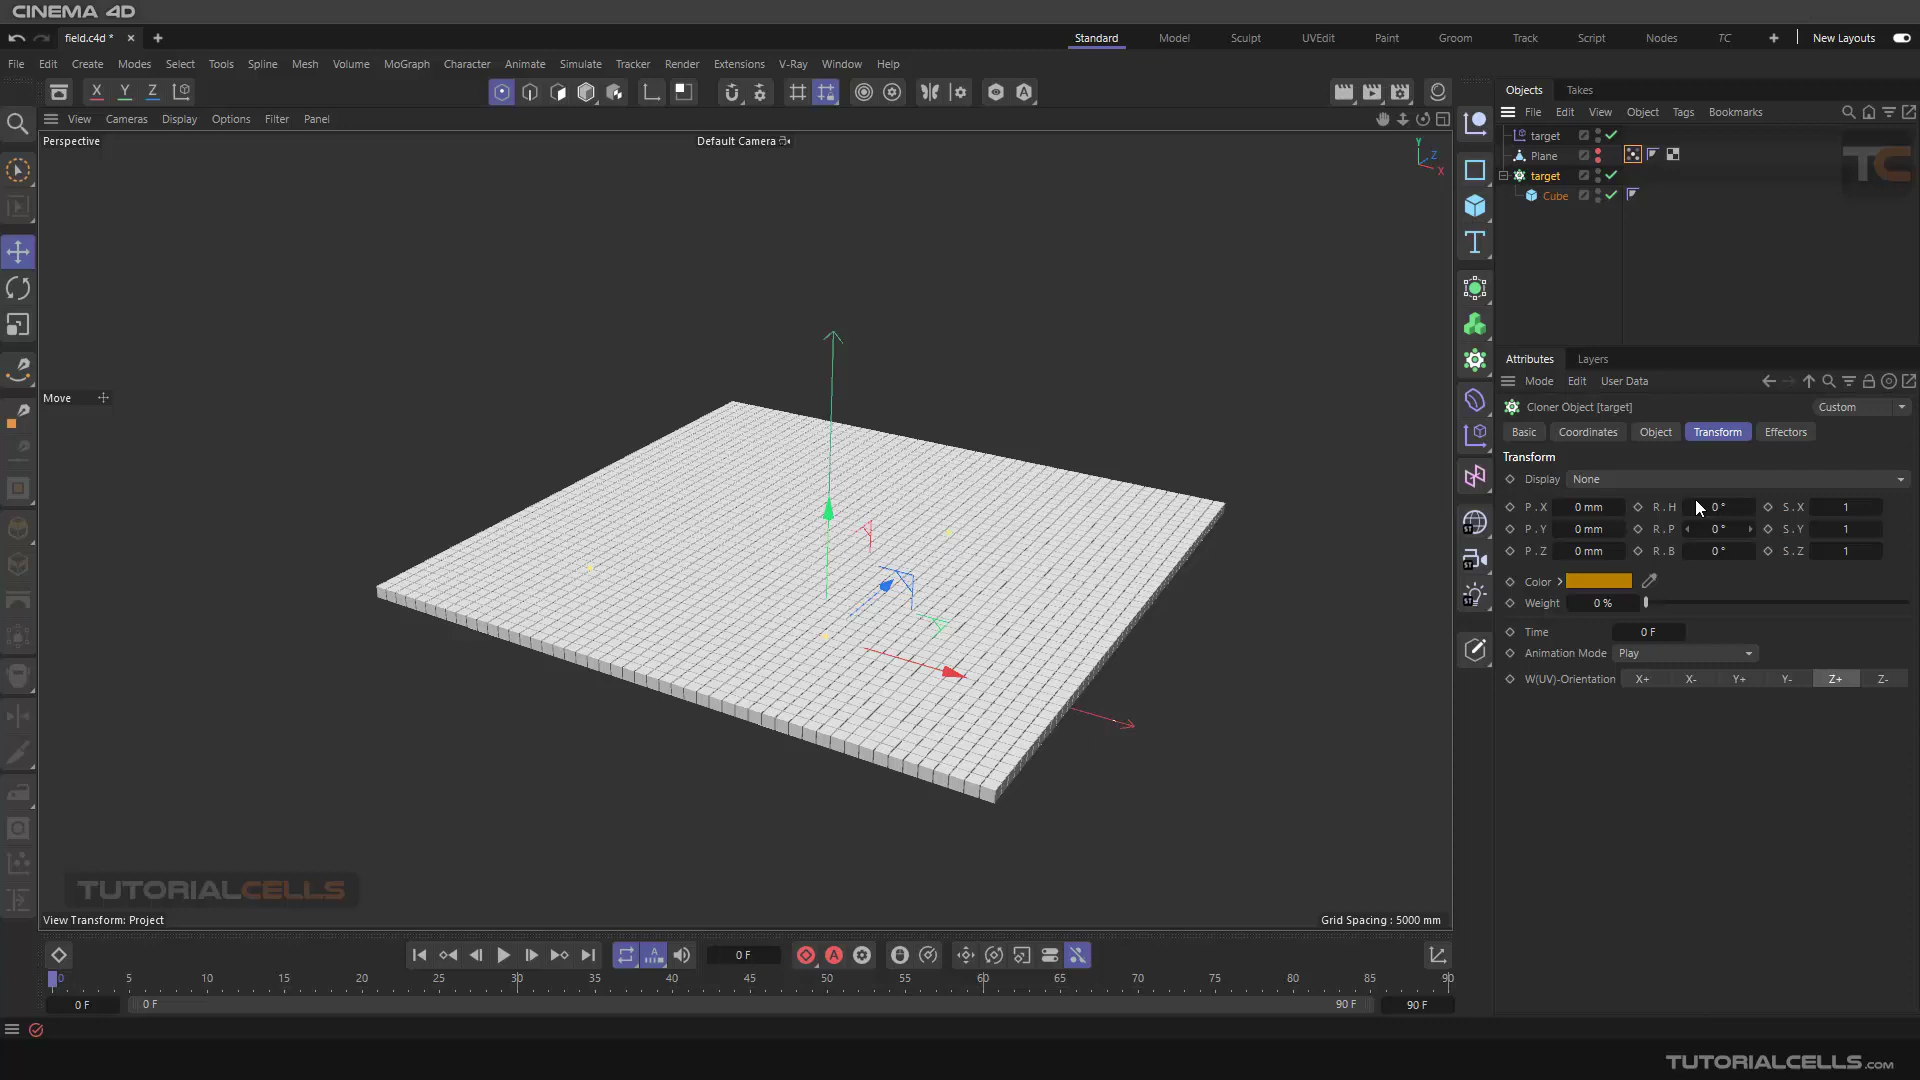 CINEMA 4D
field.c4d *
Standard Model Sculpt UVEdit Paint Groom Track Script Nodes TC New Layouts
File Edit Create Modes Select Tools Spline Mesh Volume MoGraph Character Animate Simulate Tracker Render Extensions V-Ray Window Help
X Y Z
Objects Takes
View Cameras Display Options Filter Panel
File Edit View Object Tags Bookmarks
Perspective
Default Camera
Y
Z
X
target
Plane
target
Cube
TC
Attributes Layers
Mode Edit User Data
Move
Cloner Object [target]
Custom
Basic Coordinates Object Transform Effectors
Transform
Display None
P . X 0 mm R . H 0 ° S . X 1
P . Y 0 mm R . P 0 ° S . Y 1
P . Z 0 mm R . B 0 ° S . Z 1
Color
Weight 0 %
Time 0 F
Animation Mode Play
W(UV)-Orientation X+ X- Y+ Y- Z+ Z-
TUTORIALCELLS
View Transform: Project
Grid Spacing : 5000 mm
0 F
0 5 10 15 20 25 30 35 40 45 50 55 60 65 70 75 80 85 90
0 F 0 F 90 F 90 F
TUTORIALCELLS.COM